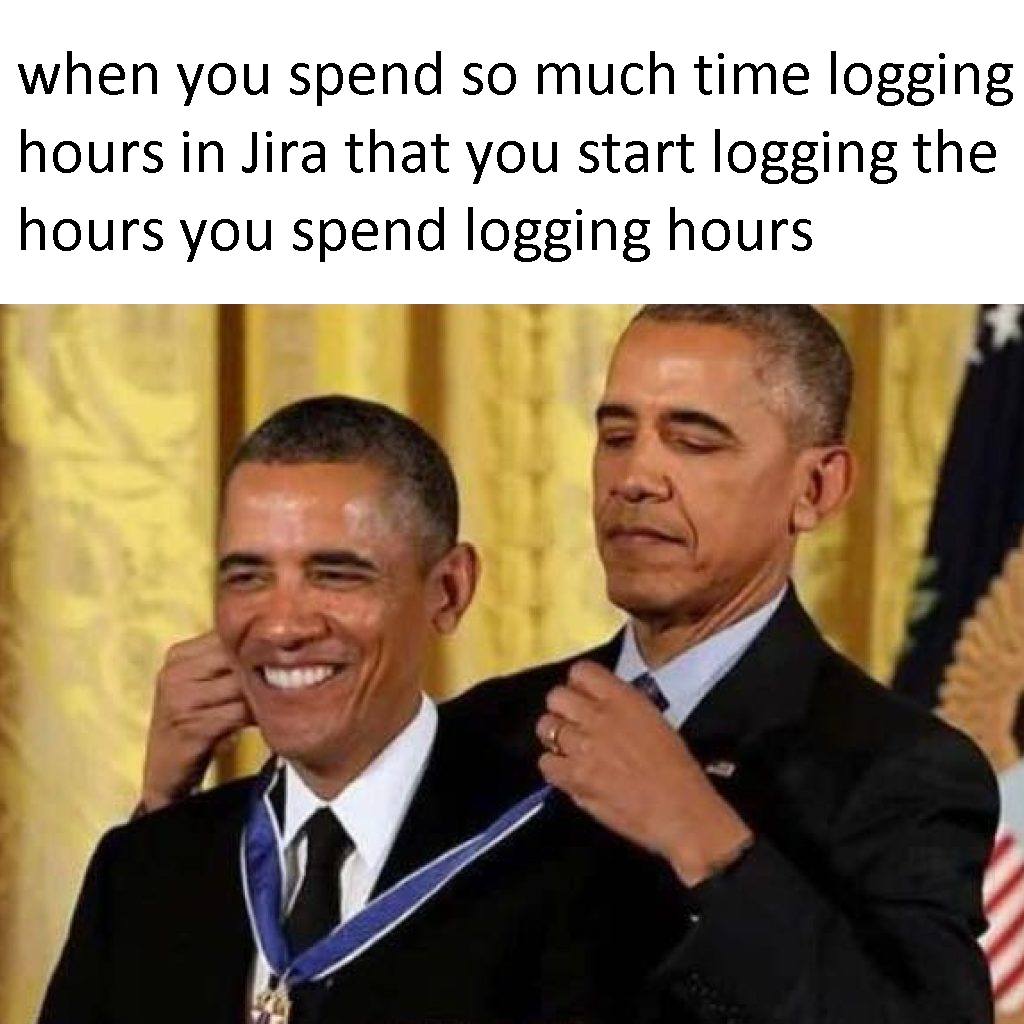 when you spend so much time logging
hours in Jira that you start logging the
hours you spend logging hours